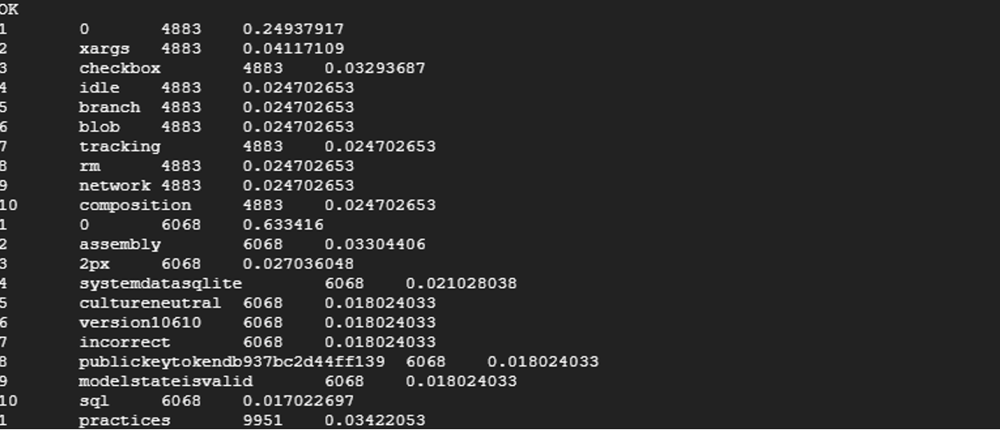 OK
1 0 4883 0.24937917
2 xargs 4883 0.04117109
3 checkbox 4883 0.03293687
4 idle 4883 0.024702653
5 branch 4883 0.024702653
6 blob 4883 0.024702653
7 tracking 4883 0.024702653
8 rm 4883 0.024702653
9 network 4883 0.024702653
10 composition 4883 0.024702653
1 0 6068 0.633416
2 assembly 6068 0.03304406
3 2px 6068 0.027036048
4 systemdatasqlite 6068 0.021028038
5 cultureneutral 6068 0.018024033
6 version10610 6068 0.018024033
7 incorrect 6068 0.018024033
8 publickeytokendb937bc2d44ff139 6068 0.018024033
9 modelstateisvalid 6068 0.018024033
10 sql 6068 0.017022697
1 practices 9951 0.03422053